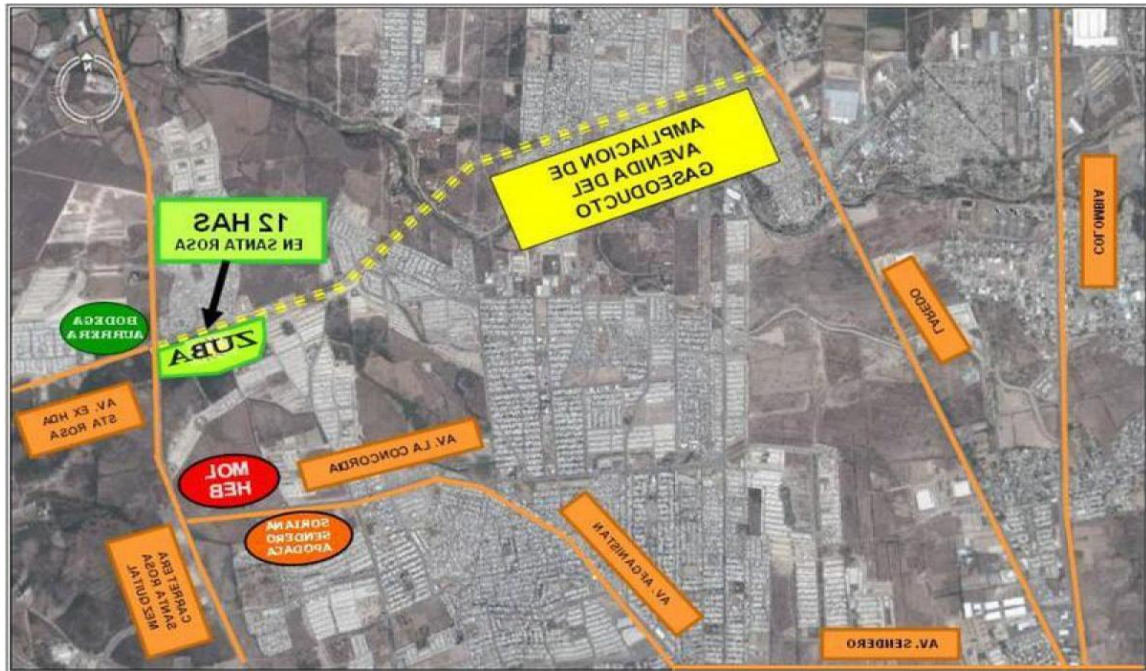 AMPLIACION DE
AVENIDA DEL
GASEODUCTO
12 HAS
EN SANTA ROSA
COLOMBIA
LAREDO
BODEGA
AURRERA
ZUBA
AV. EX HDA
STA ROSA
AV. LA CONCORDIA
MOL
HEB
SORIANA
SENDERO
APODACA
AV. AFGANISTAN
CARRETERA
SANTA ROSA
MEZQUITAL
AV. SENDERO